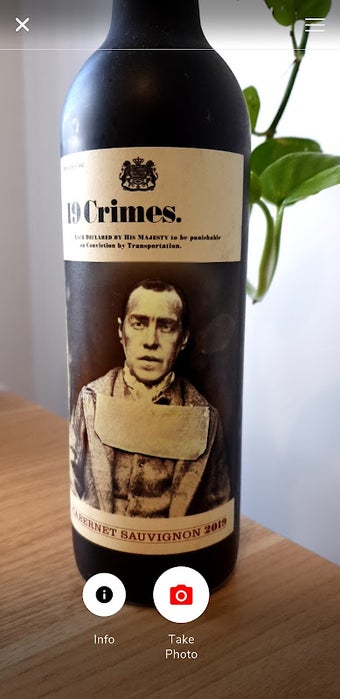 19 Crimes.
Each Declared by His Majesty to be punishable
on Conviction by Transportation.
CABERNET SAUVIGNON 2019
Info
Take
Photo